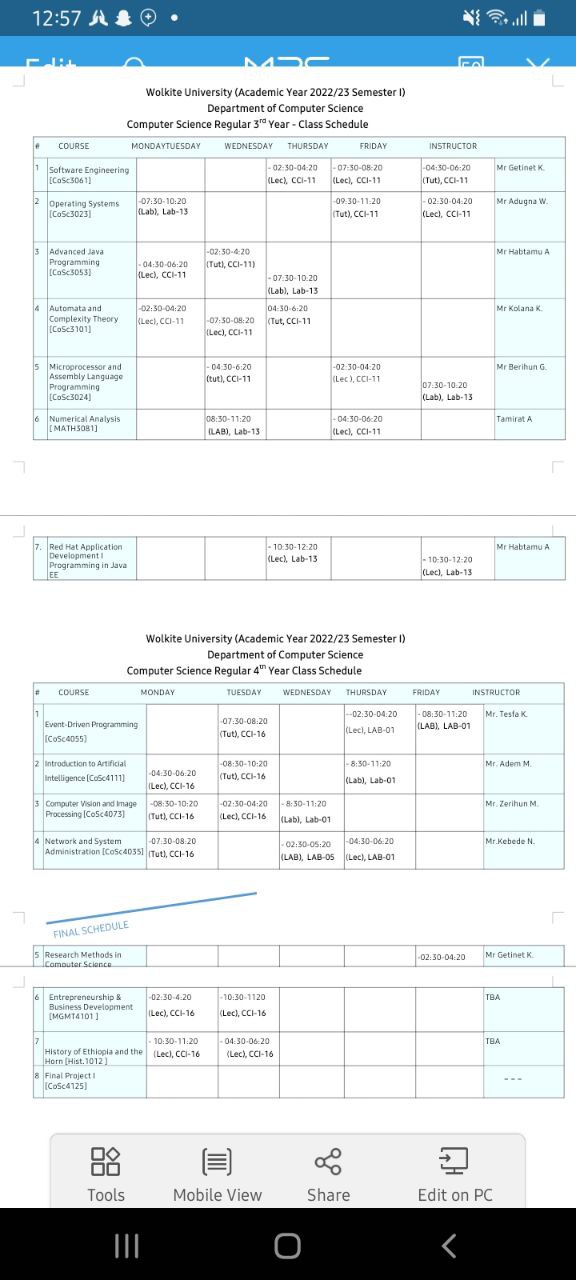 12:57
Wolkite University (Academic Year 2022/23 Semester I)
Department of Computer Science
Computer Science Regular 3rd Year - Class Schedule
# COURSE MONDAYTUESDAY WEDNESDAY THURSDAY FRIDAY INSTRUCTOR
1 Software Engineering [CoSc3061] - 02:30-04:20 (Lec), CCI-11 - 07:30-08:20 (Lec), CCI-11 -04:30-06:20 (Tut),CCI-11 Mr Getinet K.
2 Operating Systems [CoSc3023] -07:30-10:20 (Lab), Lab-13 -09:30-11:20 (Tut),CCI-11 - 02:30-04:20 (Lec), CCI-11 Mr Adugna W.
3 Advanced Java Programming [CoSc3053] - 04:30-06:20 (Lec), CCI-11 -02:30-4:20 (Tut), CCI-11) - 07:30-10:20 (Lab), Lab-13 Mr Habtamu A
4 Automata and Complexity Theory [CoSc3101] -02:30-04:20 (Lec), CCI-11 -07:30-08:20 (Lec), CCI-11 04:30-6:20 (Tut, CCI-11 Mr Kolana K.
5 Microprocessor and Assembly Language Programming [CoSc3024] - 04:30-6:20 (tut), CCI-11 -02:30-04:20 (Lec ), CCI-11 07:30-10:20 (Lab), Lab-13 Mr Berihun G.
6 Numerical Analysis [ MATH3081] 08:30-11:20 (LAB), Lab-13 - 04:30-06:20 (Lec), CCI-11 Tamirat A
7. Red Hat Application Development I Programming in Java EE - 10:30-12:20 (Lec), Lab-13 - 10:30-12:20 (Lec), Lab-13 Mr Habtamu A
Wolkite University (Academic Year 2022/23 Semester I)
Department of Computer Science
Computer Science Regular 4th Year Class Schedule
# COURSE MONDAY TUESDAY WEDNESDAY THURSDAY FRIDAY INSTRUCTOR
1 Event-Driven Programming [CoSc4055] -07:30-08:20 (Tut), CCI-16 --02:30-04:20 (Lec), LAB-01 - 08:30-11:20 (LAB), LAB-01 Mr. Tesfa K.
2 Introduction to Artificial Intelligence [CoSc4111] -04:30-06:20 (Lec), CCI-16 -08:30-10:20 (Tut), CCI-16 - 8:30-11:20 (Lab), Lab-01 Mr. Adem M.
3 Computer Vision and Image Processing [CoSc4073] -08:30-10:20 (Tut), CCI-16 -02:30-04:20 (Lec), CCI-16 - 8:30-11:20 (Lab), Lab-01 Mr. Zerihun M.
4 Network and System Administration [CoSc4035] -07:30-08:20 (Tut), CCI-16 - 02:30-05:20 (LAB), LAB-05 -04:30-06:20 (Lec), LAB-01 Mr.Kebede N.
FINAL SCHEDULE
5 Research Methods in Computer Science -02:30-04:20 Mr Getinet K.
6 Entrepreneurship & Business Development [MGMT4101 ] -02:30-4:20 (Lec), CCI-16 -10:30-1120 (Lec), CCI-16 TBA
7 History of Ethiopia and the Horn [Hist.1012 ] - 10:30-11:20 (Lec), CCI-16 - 04:30-06:20 (Lec), CCI-16 TBA
8 Final Project I [CoSc4125] ---
Tools Mobile View Share Edit on PC